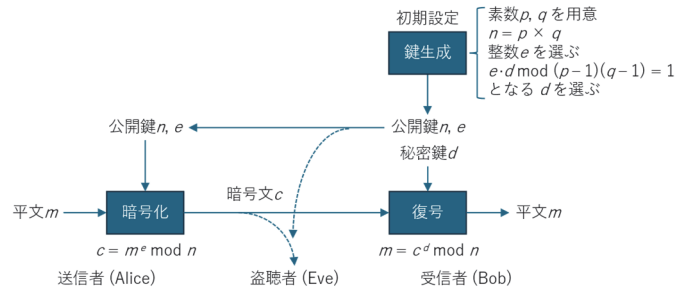 初期設定
鍵生成
素数p, q を用意
n = p × q
整数e を選ぶ
e·d mod (p−1)(q−1) = 1
となる d を選ぶ
公開鍵n, e
公開鍵n, e
秘密鍵d
平文m
暗号化
暗号文c
復号
平文m
c = mᵉ mod n
m = cᵈ mod n
送信者 (Alice)
盗聴者 (Eve)
受信者 (Bob)